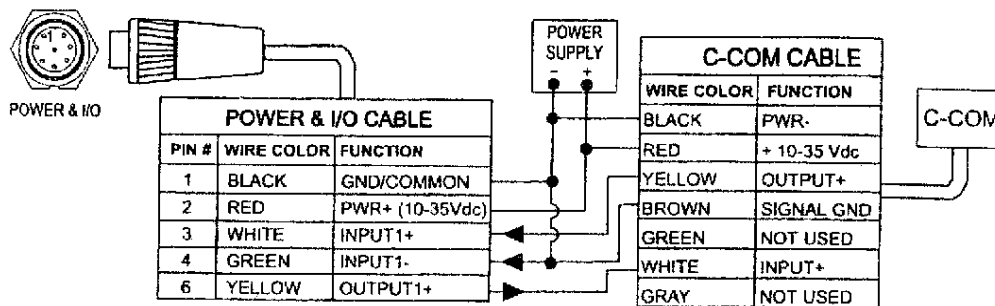 POWER & I/O
POWER SUPPLY
- +
POWER & I/O CABLE
PIN # WIRE COLOR FUNCTION
1 BLACK GND/COMMON
2 RED PWR+ (10-35Vdc)
3 WHITE INPUT1+
4 GREEN INPUT1-
6 YELLOW OUTPUT1+
C-COM CABLE
WIRE COLOR FUNCTION
BLACK PWR-
RED + 10-35 Vdc
YELLOW OUTPUT+
BROWN SIGNAL GND
GREEN NOT USED
WHITE INPUT+
GRAY NOT USED
C-COM